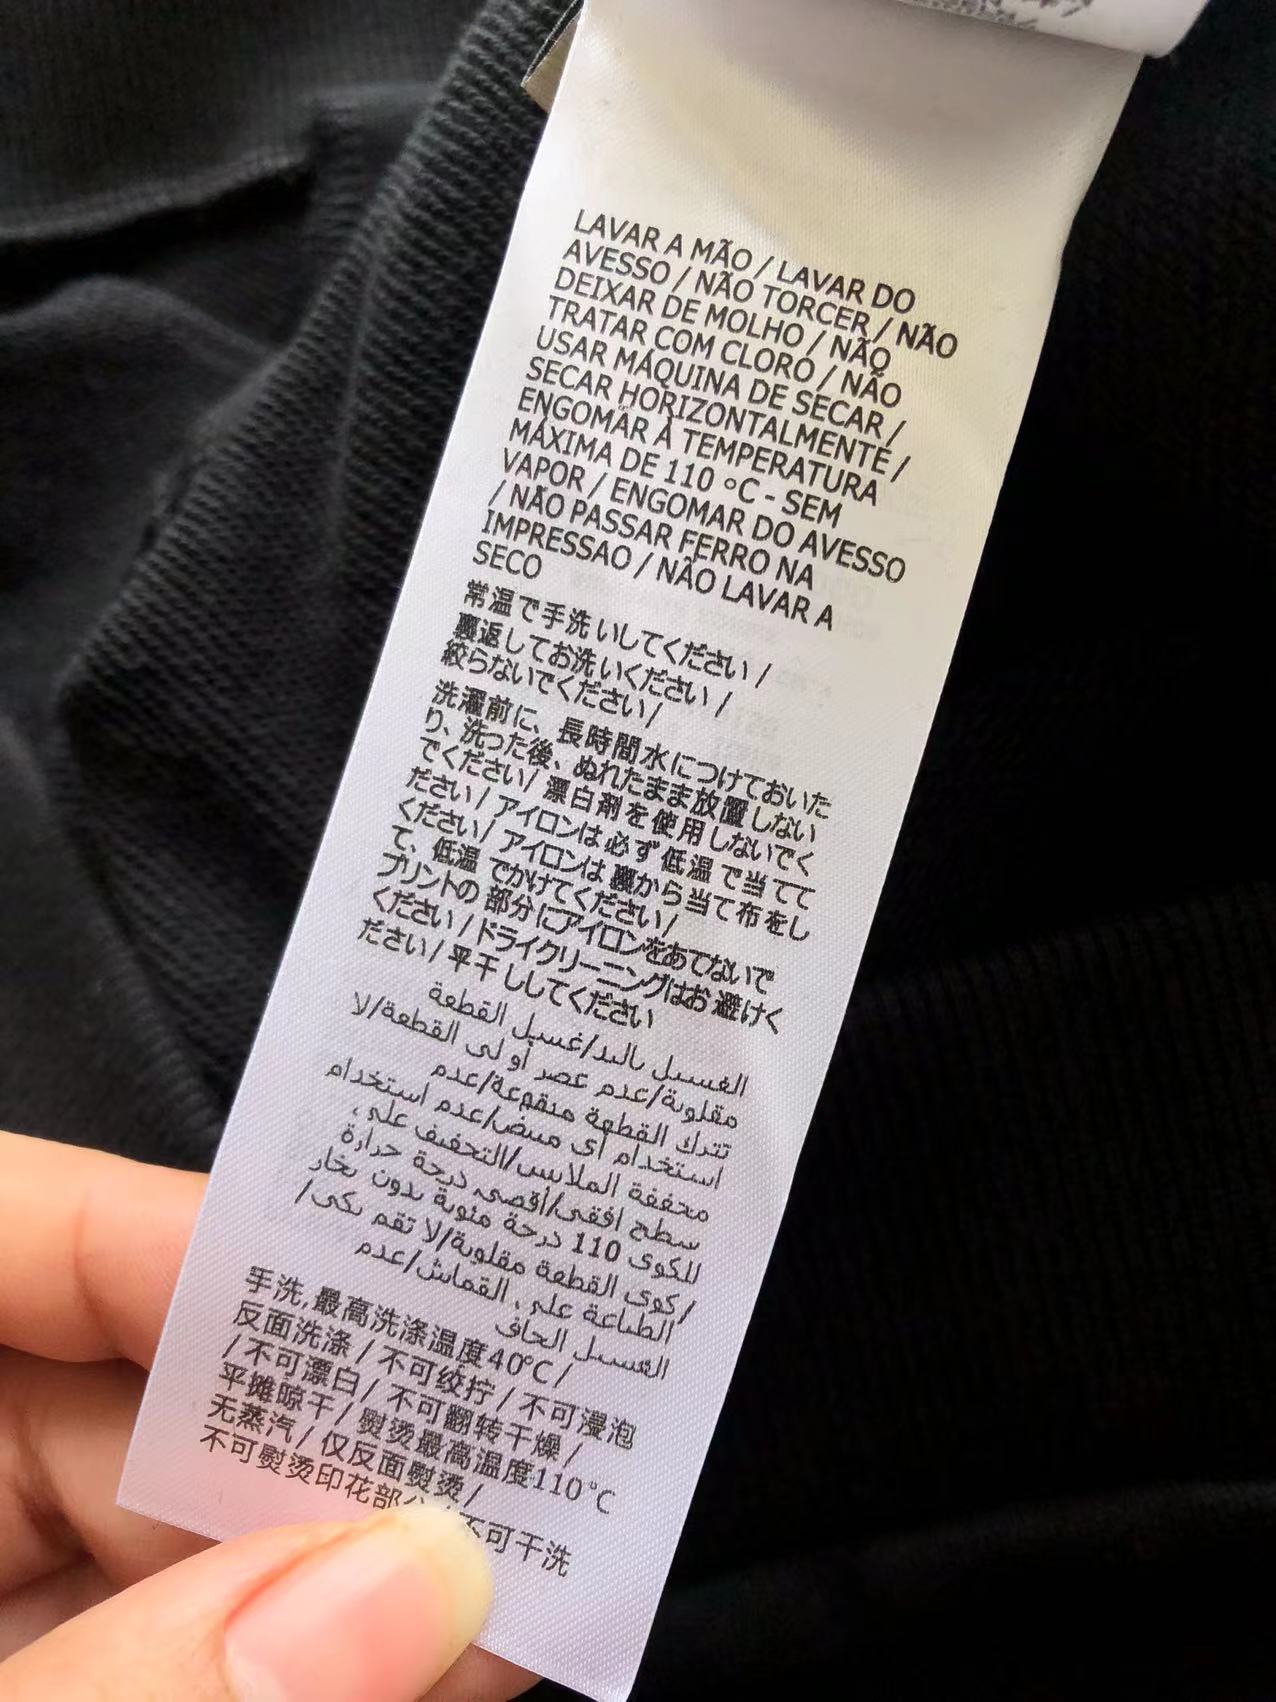 LAVAR A MÃO / LAVAR DO
AVESSO / NÃO TORCER / NÃO
DEIXAR DE MOLHO / NÃO
TRATAR COM CLORO / NÃO
USAR MÁQUINA DE SECAR /
SECAR HORIZONTALMENTE /
ENGOMAR À TEMPERATURA
MÁXIMA DE 110 °C - SEM
VAPOR / ENGOMAR DO AVESSO
/ NÃO PASSAR FERRO NA
IMPRESSAO / NÃO LAVAR A
SECO
常温で手洗いしてください /
裏返してお洗いください /
絞らないでください/
洗濯前に、長時間水につけておいた
り、洗った後、ぬれたまま放置しない
でください/ 漂白剤を使用しないでく
ださい / アイロンは必ず低温で当てて
ください/ アイロンは裏から当て布をし
て、低温 でかけてください/
プリントの 部分にアイロンをあてないで
ください / ドライクリーニングはお避けく
ださい/ 平干ししてください
الغسيل باليد/غسيل القطعة
مقلوبة/عدم عصر أو لى القطعة/لا
تترك القطعة منقوعة/عدم
استخدام أى مبيض/عدم استخدام
مجففة الملابس/التجفيف على
سطح افقى/أقصى درجة حرارة
للكوى 110 درجة مئوية بدون بخار
/كوى القطعة مقلوبة/لا تقم بكى/
الطباعة على القماش/عدم
الغسيل الجاف
手洗,最高洗涤温度40°C /
反面洗涤 / 不可绞拧 / 不可浸泡
/ 不可漂白/ 不可翻转干燥 /
平摊晾干/ 熨烫最高温度110°C
无蒸汽/ 仅反面熨烫/
不可熨烫印花部分/不可干洗